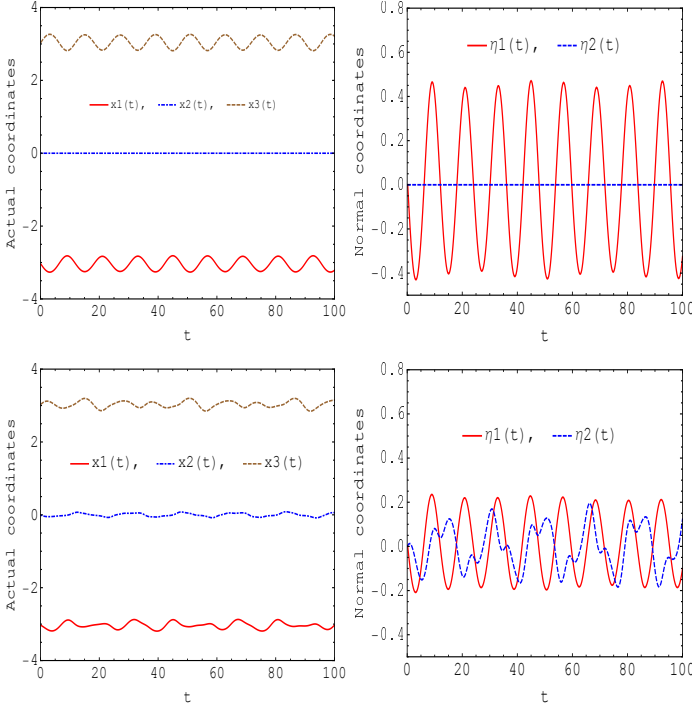 Actual coordinates
4
2
0
-2
-4
x1(t), x2(t), x3(t)
0 20 40 60 80 100
t
Normal coordinates
0.8
0.6
0.4
0.2
0.0
-0.2
-0.4
η1(t), η2(t)
0 20 40 60 80 100
t
Actual coordinates
4
2
0
-2
-4
x1(t), x2(t), x3(t)
0 20 40 60 80 100
t
Normal coordinates
0.8
0.6
0.4
0.2
0.0
-0.2
-0.4
η1(t), η2(t)
0 20 40 60 80 100
t